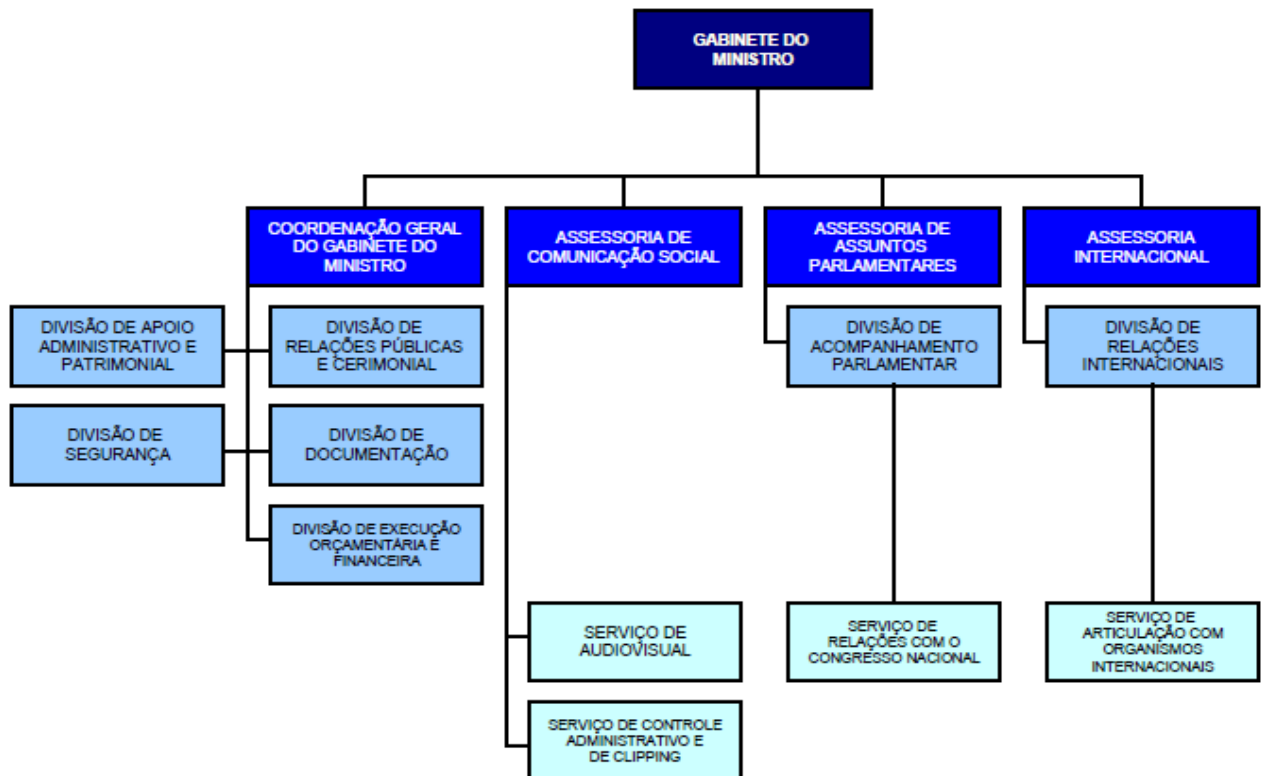 GABINETE DO
MINISTRO
COORDENAÇÃO GERAL
DO GABINETE DO
MINISTRO
ASSESSORIA DE
COMUNICAÇÃO SOCIAL
ASSESSORIA DE
ASSUNTOS
PARLAMENTARES
ASSESSORIA
INTERNACIONAL
DIVISÃO DE APOIO
ADMINISTRATIVO E
PATRIMONIAL
DIVISÃO DE
RELAÇÕES PÚBLICAS
E CERIMONIAL
DIVISÃO DE
ACOMPANHAMENTO
PARLAMENTAR
DIVISÃO DE
RELAÇÕES
INTERNACIONAIS
DIVISÃO DE
SEGURANÇA
DIVISÃO DE
DOCUMENTAÇÃO
DIVISÃO DE EXECUÇÃO
ORÇAMENTÁRIA E
FINANCEIRA
SERVIÇO DE
AUDIOVISUAL
SERVIÇO DE
RELAÇÕES COM O
CONGRESSO NACIONAL
SERVIÇO DE
ARTICULAÇÃO COM
ORGANISMOS
INTERNACIONAIS
SERVIÇO DE CONTROLE
ADMINISTRATIVO E
DE CLIPPING